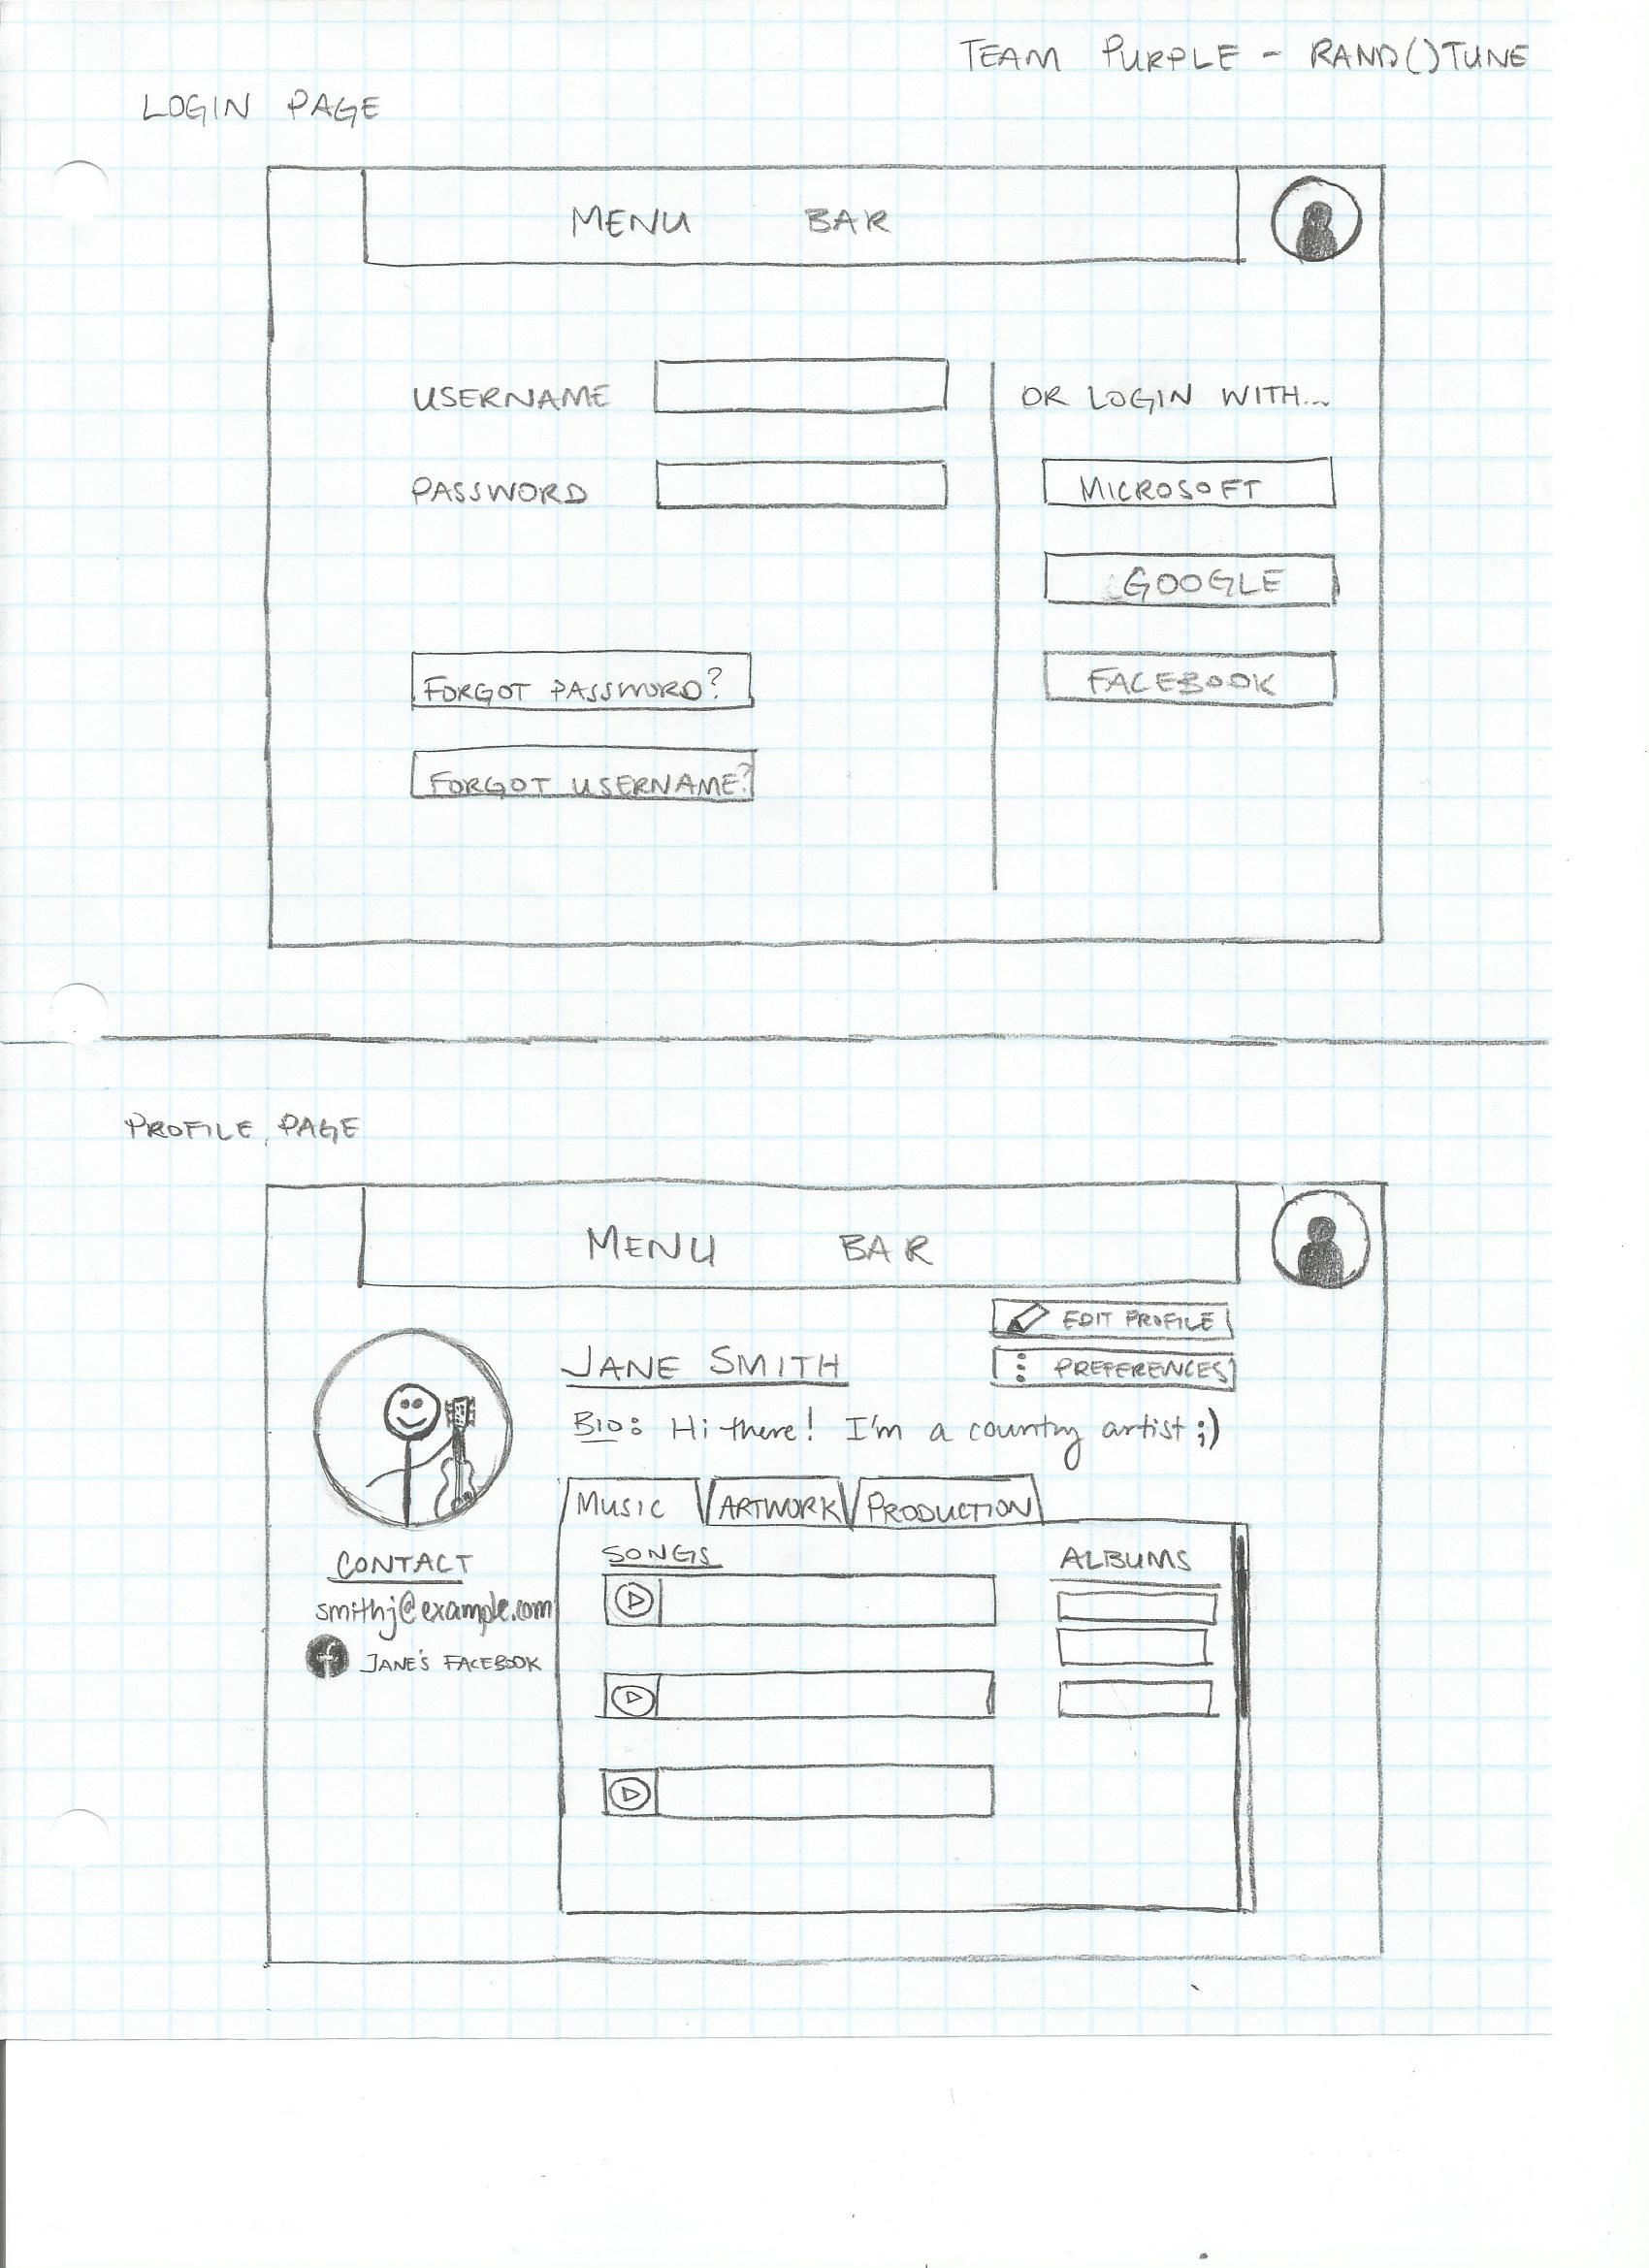 TEAM PURPLE - RAND()TUNE
LOGIN PAGE
MENU BAR
USERNAME
OR LOGIN WITH...
PASSWORD
MICROSOFT
GOOGLE
FORGOT PASSWORD?
FACEBOOK
FORGOT USERNAME?
PROFILE PAGE
MENU BAR
EDIT PROFILE
JANE SMITH
PREFERENCES
BIO: Hi there! I'm a country artist ;)
MUSIC ARTWORK PRODUCTION
CONTACT
smithj@example.com
f JANE'S FACEBOOK
SONGS
ALBUMS